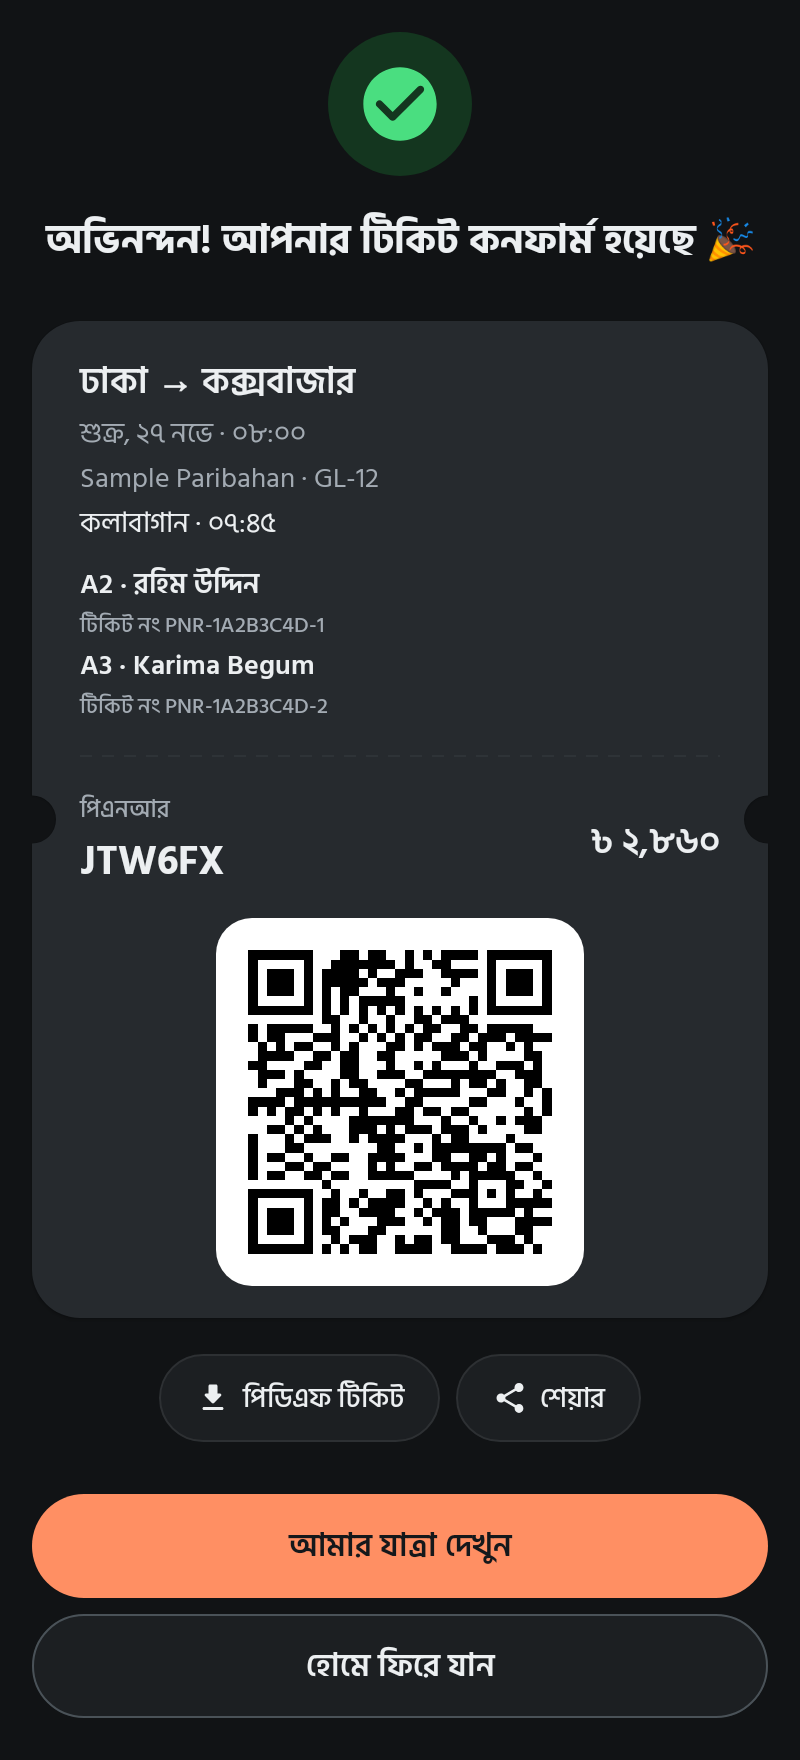 অভিনন্দন! আপনার টিকিট কনফার্ম হয়েছে 🎉
ঢাকা → কক্সবাজার
শুক্র, ২৭ নভে · ০৮:০০
Sample Paribahan · GL-12
কলাবাগান · ০৭:৪৫
A2 · রহিম উদ্দিন
টিকিট নং PNR-1A2B3C4D-1
A3 · Karima Begum
টিকিট নং PNR-1A2B3C4D-2
পিএনআর
JTW6FX
৳ ২,৮৬০
পিডিএফ টিকিট
শেয়ার
আমার যাত্রা দেখুন
হোমে ফিরে যান